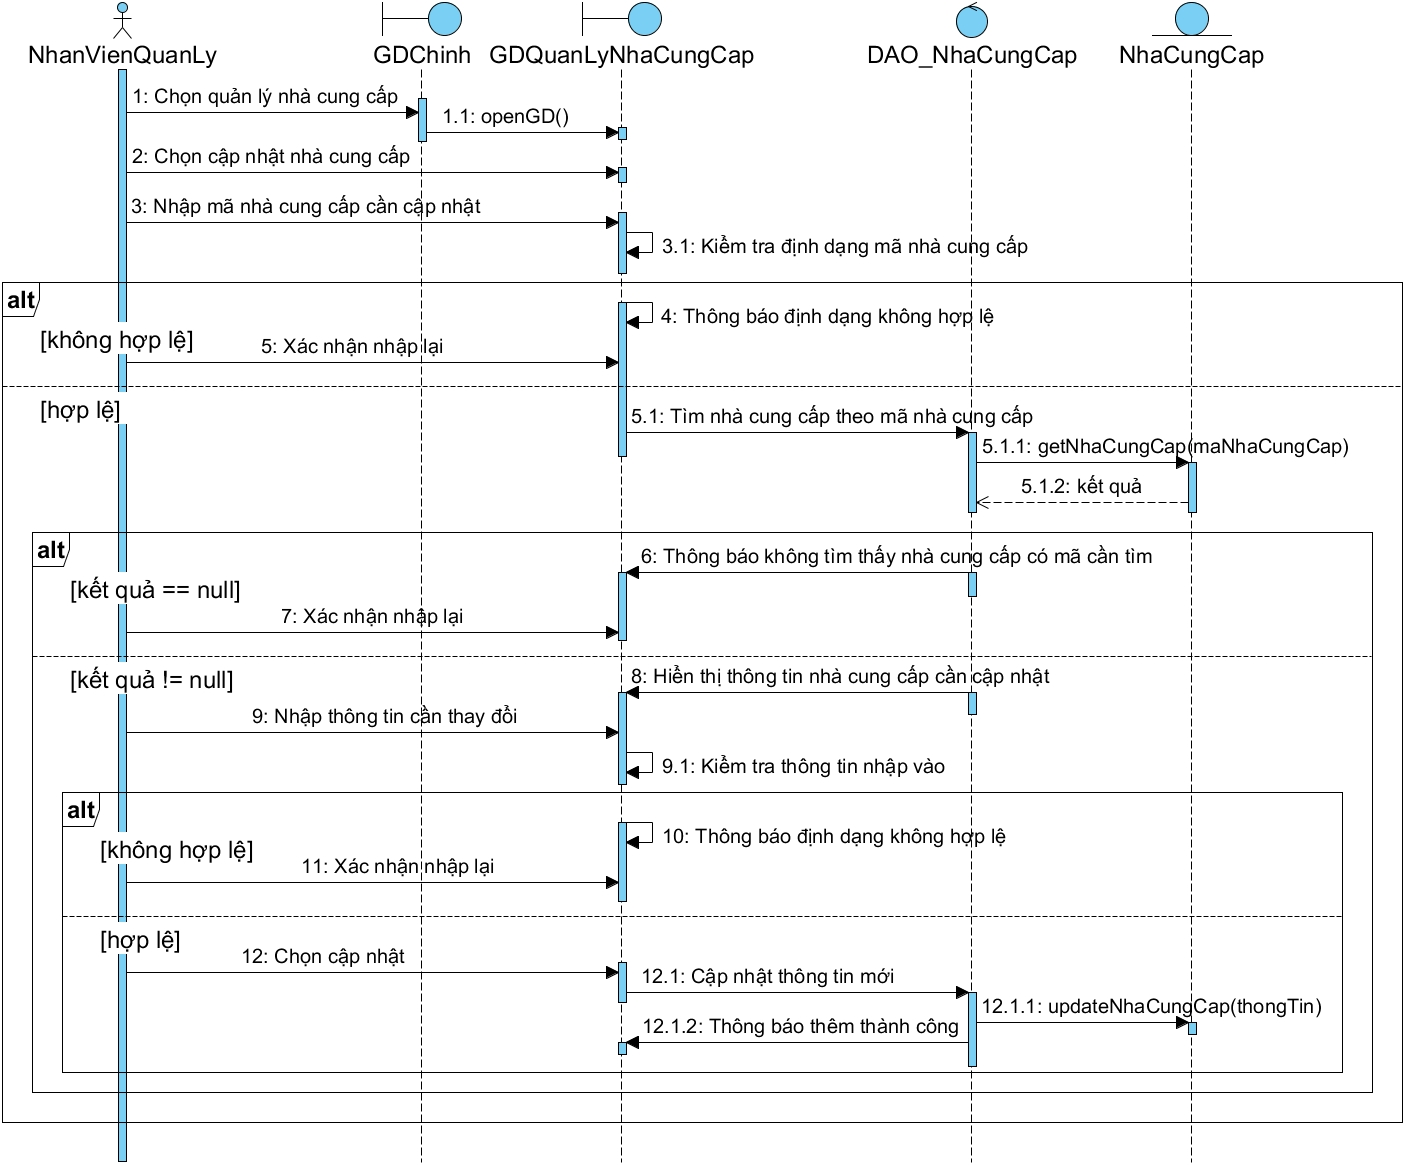 NhanVienQuanLy
GDChinh
GDQuanLyNhaCungCap
DAO_NhaCungCap
NhaCungCap
1: Chọn quản lý nhà cung cấp
1.1: openGD()
2: Chọn cập nhật nhà cung cấp
3: Nhập mã nhà cung cấp cần cập nhật
3.1: Kiểm tra định dạng mã nhà cung cấp
alt
4: Thông báo định dạng không hợp lệ
[không hợp lệ]
5: Xác nhận nhập lại
[hợp lệ]
5.1: Tìm nhà cung cấp theo mã nhà cung cấp
5.1.1: getNhaCungCap(maNhaCungCap)
5.1.2: kết quả
alt
6: Thông báo không tìm thấy nhà cung cấp có mã cần tìm
[kết quả == null]
7: Xác nhận nhập lại
[kết quả != null]
8: Hiển thị thông tin nhà cung cấp cần cập nhật
9: Nhập thông tin cần thay đổi
9.1: Kiểm tra thông tin nhập vào
alt
10: Thông báo định dạng không hợp lệ
[không hợp lệ]
11: Xác nhận nhập lại
[hợp lệ]
12: Chọn cập nhật
12.1: Cập nhật thông tin mới
12.1.1: updateNhaCungCap(thongTin)
12.1.2: Thông báo thêm thành công